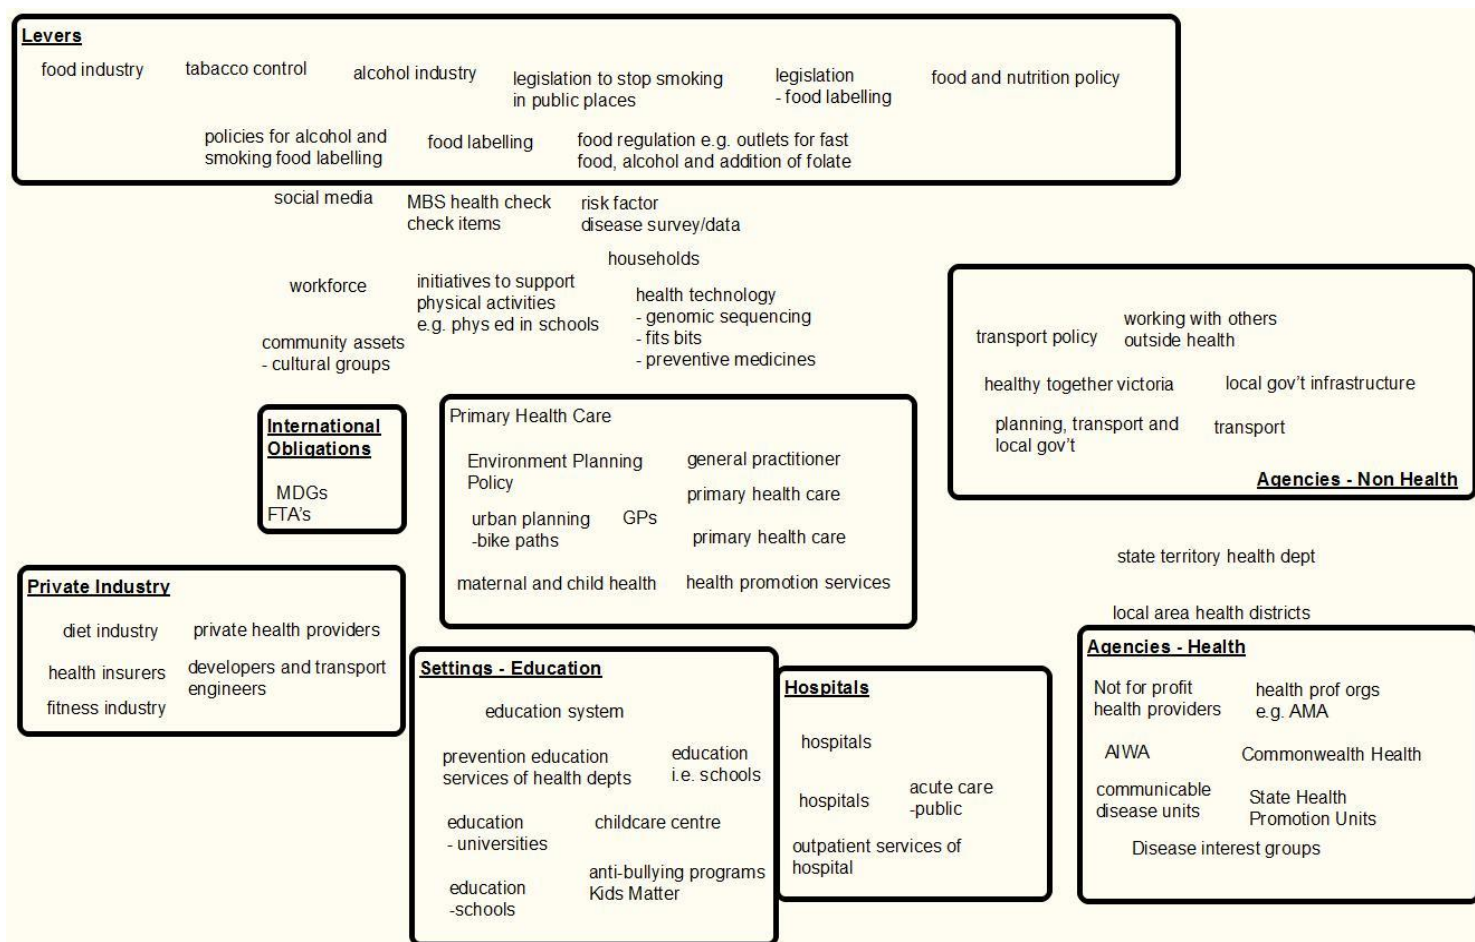 Levers
food industry
tabacco control
alcohol industry
legislation to stop smoking
in public places
legislation
- food labelling
food and nutrition policy
policies for alcohol and
smoking food labelling
food labelling
food regulation e.g. outlets for fast
food, alcohol and addition of folate
social media
MBS health check
check items
risk factor
disease survey/data
households
workforce
initiatives to support
physical activities
e.g. phys ed in schools
health technology
- genomic sequencing
- fits bits
- preventive medicines
community assets
- cultural groups
transport policy
working with others
outside health
healthy together victoria
local gov't infrastructure
planning, transport and
local gov't
transport
Agencies - Non Health
International
Obligations
MDGs
FTA's
Primary Health Care
Environment Planning
Policy
general practitioner
primary health care
urban planning
-bike paths
GPs
primary health care
maternal and child health
health promotion services
state territory health dept
local area health districts
Private Industry
diet industry
private health providers
health insurers
developers and transport
engineers
fitness industry
Settings - Education
education system
prevention education
services of health depts
education
i.e. schools
education
- universities
childcare centre
education
-schools
anti-bullying programs
Kids Matter
Hospitals
hospitals
hospitals
acute care
-public
outpatient services of
hospital
Agencies - Health
Not for profit
health providers
health prof orgs
e.g. AMA
AIWA
Commonwealth Health
communicable
disease units
State Health
Promotion Units
Disease interest groups